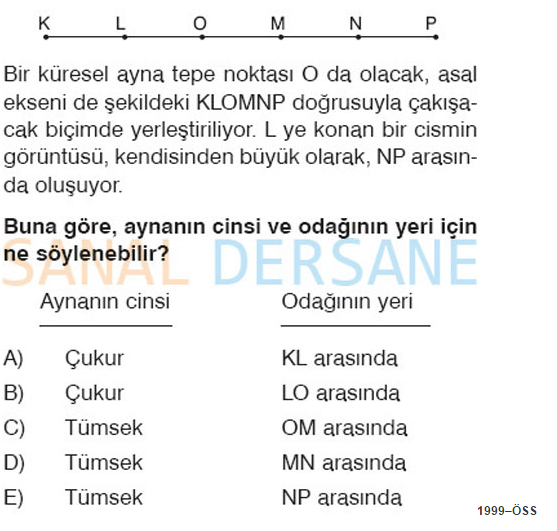 K L O M N P
Bir küresel ayna tepe noktası O da olacak, asal
ekseni de şekildeki KLOMNP doğrusuyla çakışa-
cak biçimde yerleştiriliyor. L ye konan bir cismin
görüntüsü, kendisinden büyük olarak, NP arasın-
da oluşuyor.
Buna göre, aynanın cinsi ve odağının yeri için
ne söylenebilir?
SANAL DERSANE
Aynanın cinsi Odağının yeri
A) Çukur KL arasında
B) Çukur LO arasında
C) Tümsek OM arasında
D) Tümsek MN arasında
E) Tümsek NP arasında
1999–ÖSS